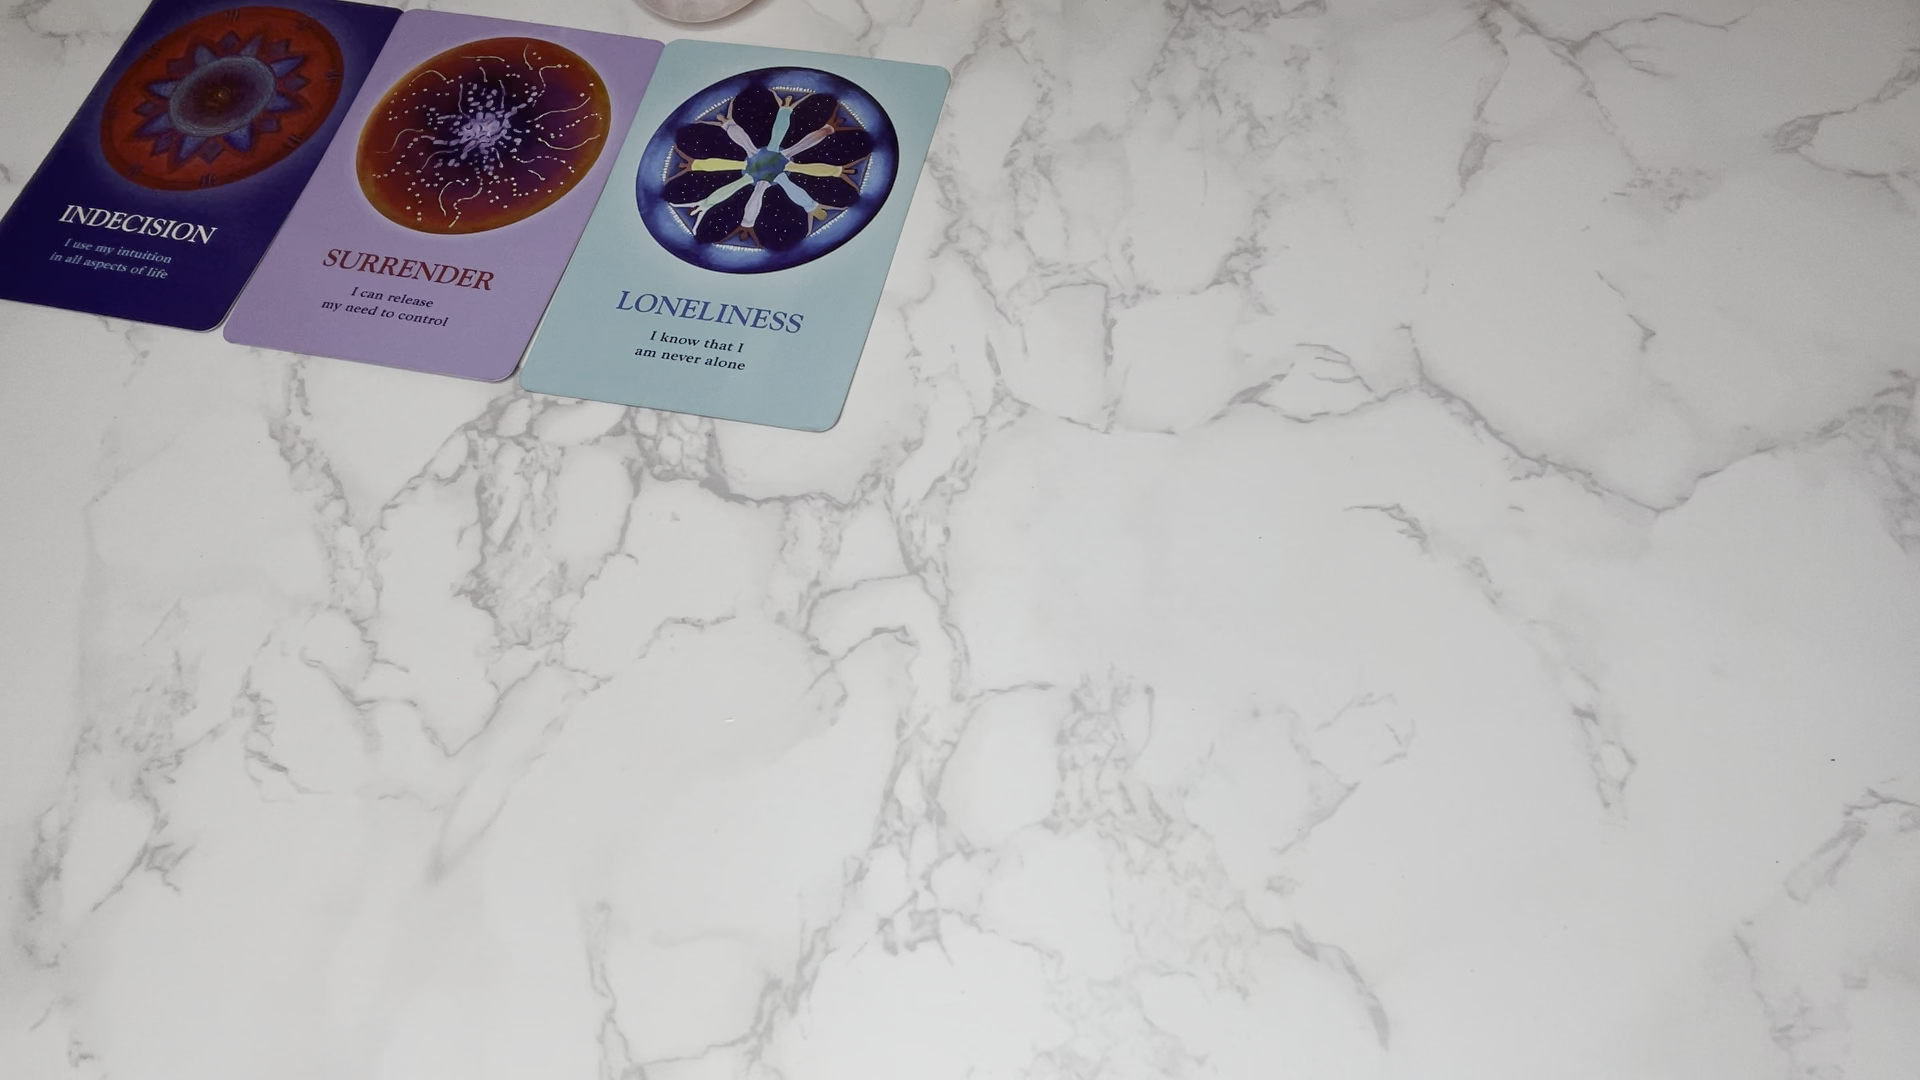 INDECISION
I use my intuition
in all aspects of life
SURRENDER
I can release
my need to control
LONELINESS
I know that I
am never alone